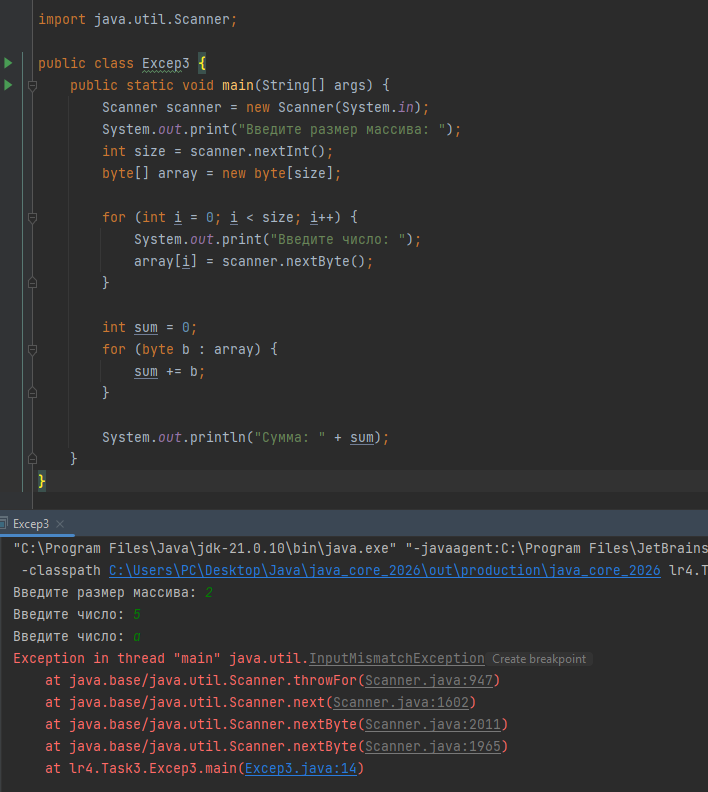 import java.util.Scanner;
public class Excep3 {
public static void main(String[] args) {
Scanner scanner = new Scanner(System.in);
System.out.print("Введите размер массива: ");
int size = scanner.nextInt();
byte[] array = new byte[size];
for (int i = 0; i < size; i++) {
System.out.print("Введите число: ");
array[i] = scanner.nextByte();
}
int sum = 0;
for (byte b : array) {
sum += b;
}
System.out.println("Сумма: " + sum);
}
}
Excep3 ×
"C:\Program Files\Java\jdk-21.0.10\bin\java.exe" "-javaagent:C:\Program Files\JetBrains
-classpath C:\Users\PC\Desktop\Java\java_core_2026\out\production\java_core_2026 lr4.T
Введите размер массива: 2
Введите число: 5
Введите число: a
Exception in thread "main" java.util.InputMismatchException Create breakpoint
at java.base/java.util.Scanner.throwFor(Scanner.java:947)
at java.base/java.util.Scanner.next(Scanner.java:1602)
at java.base/java.util.Scanner.nextByte(Scanner.java:2011)
at java.base/java.util.Scanner.nextByte(Scanner.java:1965)
at lr4.Task3.Excep3.main(Excep3.java:14)